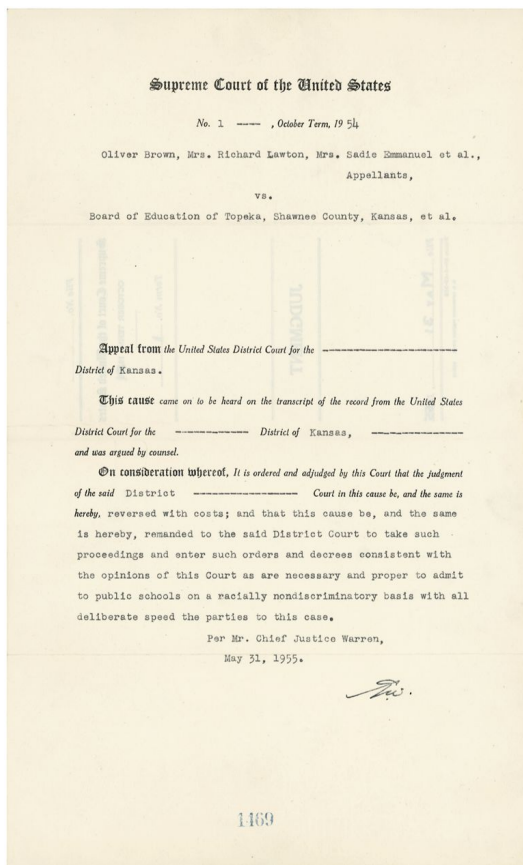 Supreme Court of the United States
No. 1 ---- , October Term, 1954
Oliver Brown, Mrs. Richard Lawton, Mrs. Sadie Emmanuel et al.,
Appellants,
vs.
Board of Education of Topeka, Shawnee County, Kansas, et al.
Appeal from the United States District Court for the ----------------------
District of Kansas.
This cause came on to be heard on the transcript of the record from the United States
District Court for the ------------ District of Kansas, ---------------
and was argued by counsel.
On consideration whereof, It is ordered and adjudged by this Court that the judgment
of the said District ----------------- Court in this cause be, and the same is
hereby, reversed with costs; and that this cause be, and the same
is hereby, remanded to the said District Court to take such
proceedings and enter such orders and decrees consistent with
the opinions of this Court as are necessary and proper to admit
to public schools on a racially nondiscriminatory basis with all
deliberate speed the parties to this case.
Per Mr. Chief Justice Warren,
May 31, 1955.
1469